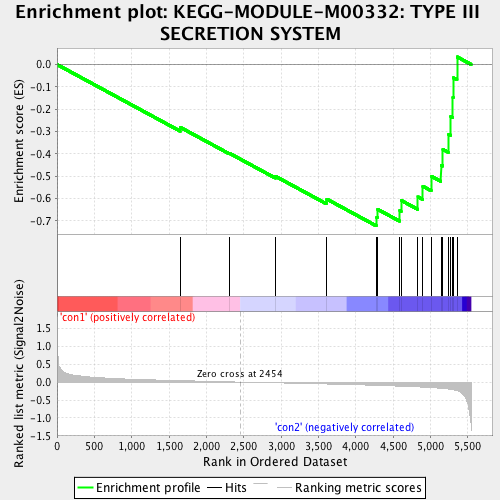 Enrichment plot: KEGG-MODULE-M00332: TYPE III
SECRETION SYSTEM
Enrichment score (ES)
0.0
-0.1
-0.2
-0.3
-0.4
-0.5
-0.6
-0.7
'con1' (positively correlated)
Ranked list metric (Signal2Noise)
1.5
1.0
0.5
0.0
-0.5
-1.0
-1.5
Zero cross at 2454
'con2' (negatively correlated)
0 500 1,000 1,500 2,000 2,500 3,000 3,500 4,000 4,500 5,000 5,500
Rank in Ordered Dataset
Enrichment profile Hits Ranking metric scores